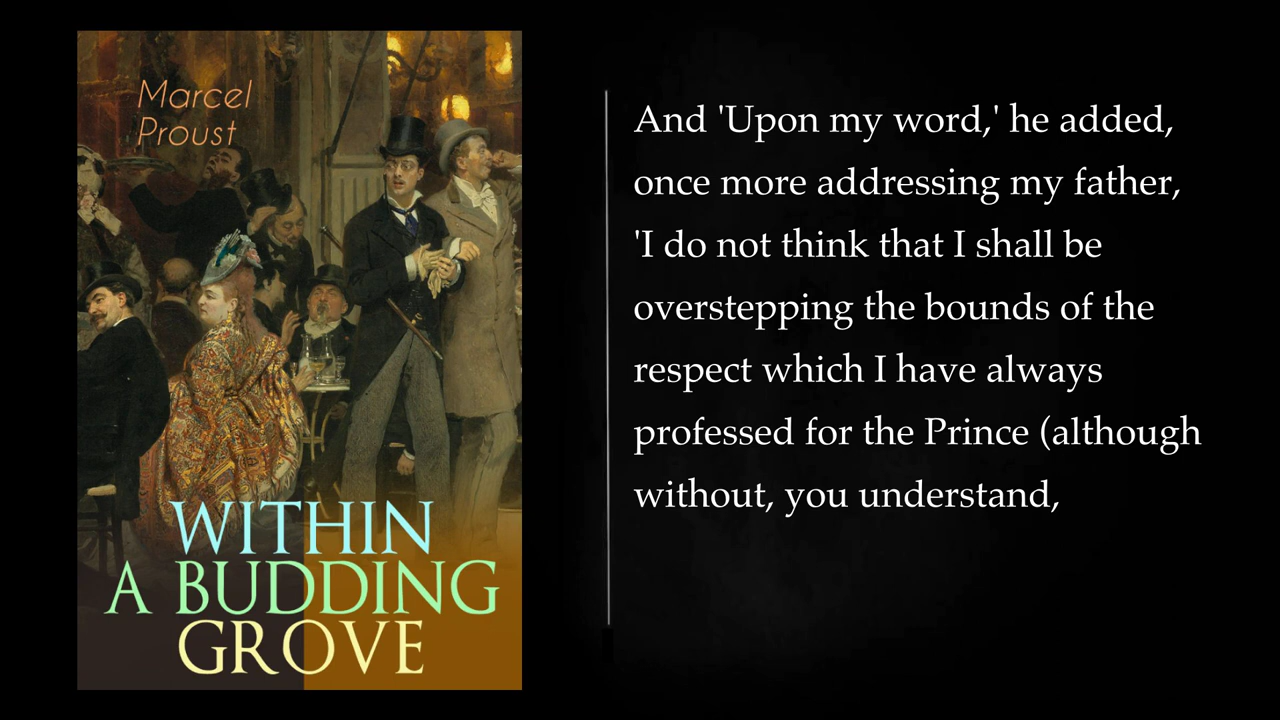 Marcel
Proust
WITHIN
A BUDDING
GROVE
And 'Upon my word,' he added,
once more addressing my father,
'I do not think that I shall be
overstepping the bounds of the
respect which I have always
professed for the Prince (although
without, you understand,